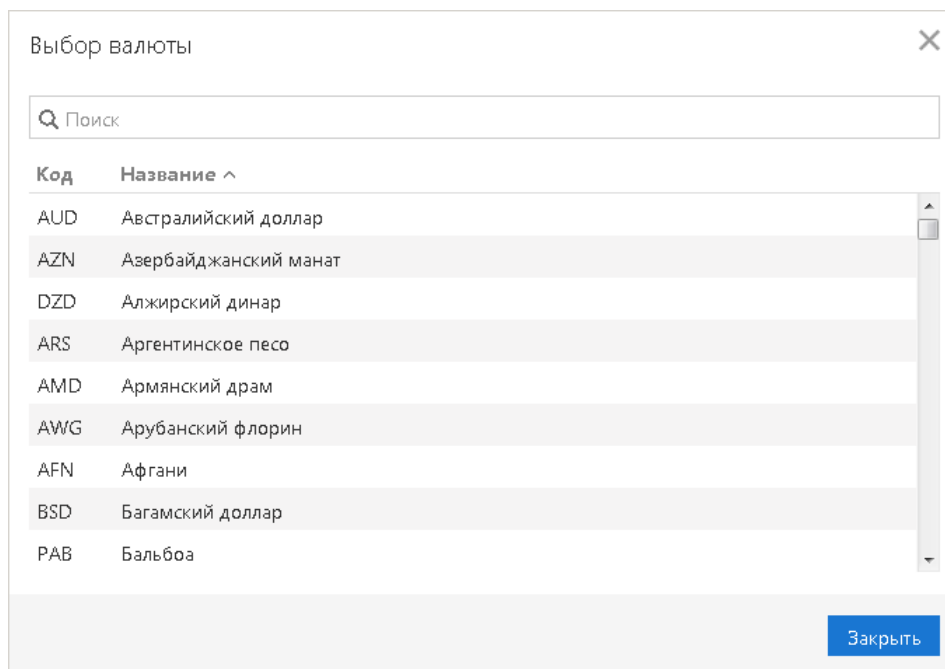 Выбор валюты
Поиск
Код Название
AUD Австралийский доллар
AZN Азербайджанский манат
DZD Алжирский динар
ARS Аргентинское песо
AMD Армянский драм
AWG Арубанский флорин
AFN Афгани
BSD Багамский доллар
PAB Бальбоа
Закрыть